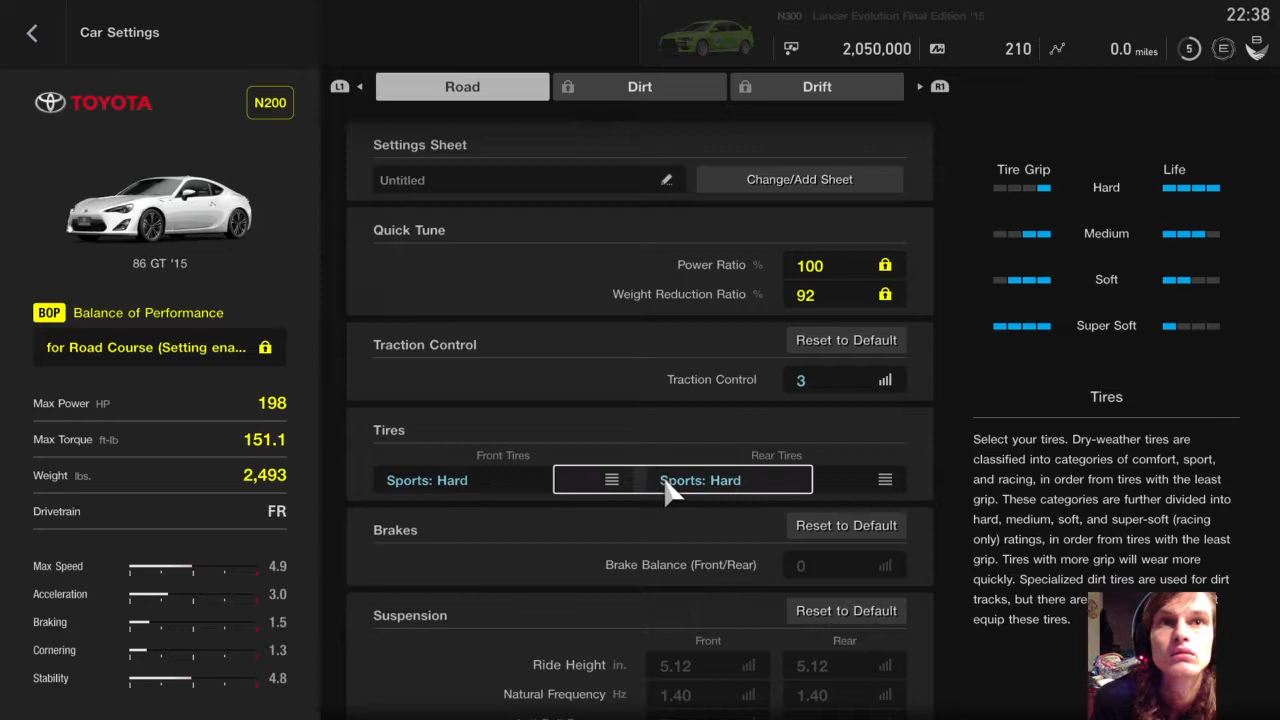 Car Settings
N300 Lancer Evolution Final Edition '15
22:38
2,050,000
210
0.0 miles
5
E
B
TOYOTA
N200
86 GT '15
BOP Balance of Performance
for Road Course (Setting ena...
Max Power HP 198
Max Torque ft-lb 151.1
Weight lbs. 2,493
Drivetrain FR
Max Speed 4.9
Acceleration 3.0
Braking 1.5
Cornering 1.3
Stability 4.8
L1 Road Dirt Drift R1
Settings Sheet
Untitled Change/Add Sheet
Quick Tune
Power Ratio % 100
Weight Reduction Ratio % 92
Traction Control Reset to Default
Traction Control 3
Tires
Front Tires Rear Tires
Sports: Hard Sports: Hard
Brakes Reset to Default
Brake Balance (Front/Rear) 0
Suspension Reset to Default
Front Rear
Ride Height in. 5.12 5.12
Natural Frequency Hz 1.40 1.40
Tire Grip Life
Hard
Medium
Soft
Super Soft
Tires
Select your tires. Dry-weather tires are
classified into categories of comfort, sport,
and racing, in order from tires with the least
grip. These categories are further divided into
hard, medium, soft, and super-soft (racing
only) ratings, in order from tires with the least
grip. Tires with more grip will wear more
quickly. Specialized dirt tires are used for dirt
tracks, but there are
equip these tires.